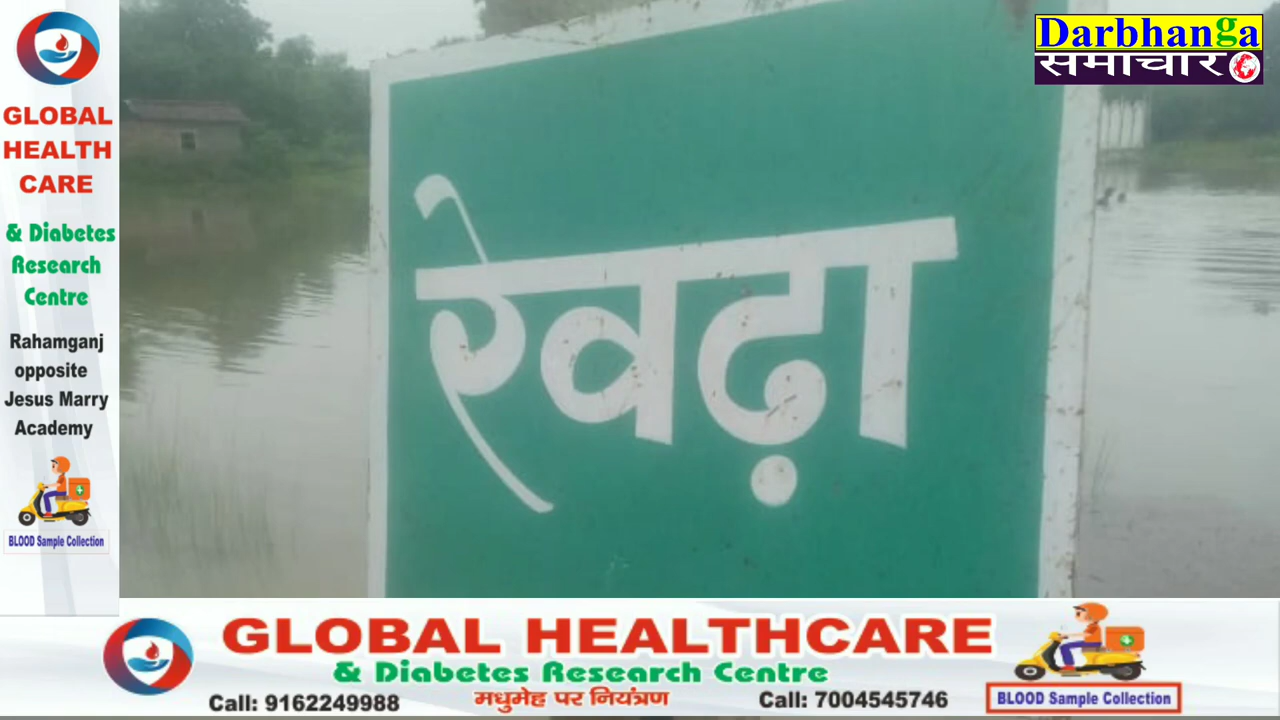 GLOBAL
HEALTH
CARE
& Diabetes
Research
Centre
Rahamganj
opposite
Jesus Marry
Academy
BLOOD Sample Collection
Darbhanga
समाचार
रेवढ़ा
GLOBAL HEALTHCARE
& Diabetes Research Centre
Call: 9162249988
मधुमेह पर नियंत्रण
Call: 7004545746
BLOOD Sample Collection